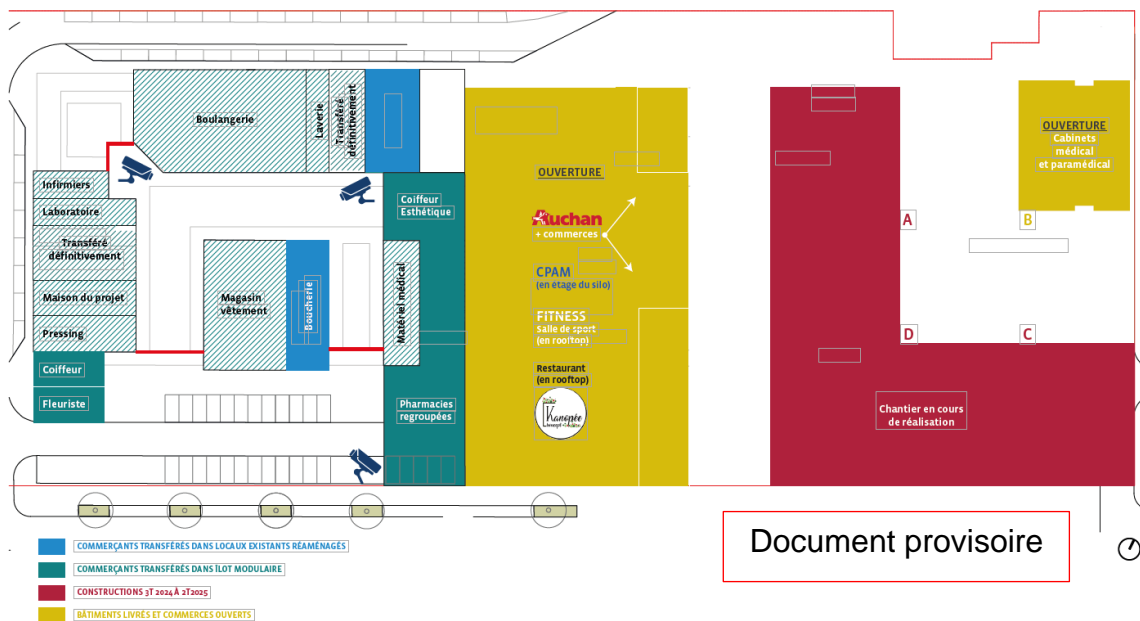 Boulangerie
Laverie
Transféré
définitivement
Infirmiers
Laboratoire
Transféré
définitivement
Maison du projet
Pressing
Coiffeur
Fleuriste
Magasin
vêtement
Boucherie
Matériel médical
Coiffeur
Esthétique
Pharmacies
regroupées
OUVERTURE
Auchan
+ commerces
CPAM
(en étage du silo)
FITNESS
Salle de sport
(en rooftop)
Restaurant
(en rooftop)
Kanopée
OUVERTURE
Cabinets
médical
et paramédical
A
B
D
C
Chantier en cours
de réalisation
Document provisoire
COMMERÇANTS TRANSFÉRÉS DANS LOCAUX EXISTANTS RÉAMÉNAGÉS
COMMERÇANTS TRANSFÉRÉS DANS ÎLOT MODULAIRE
CONSTRUCTIONS 3T 2024 À 2T2025
BÂTIMENTS LIVRÉS ET COMMERCES OUVERTS